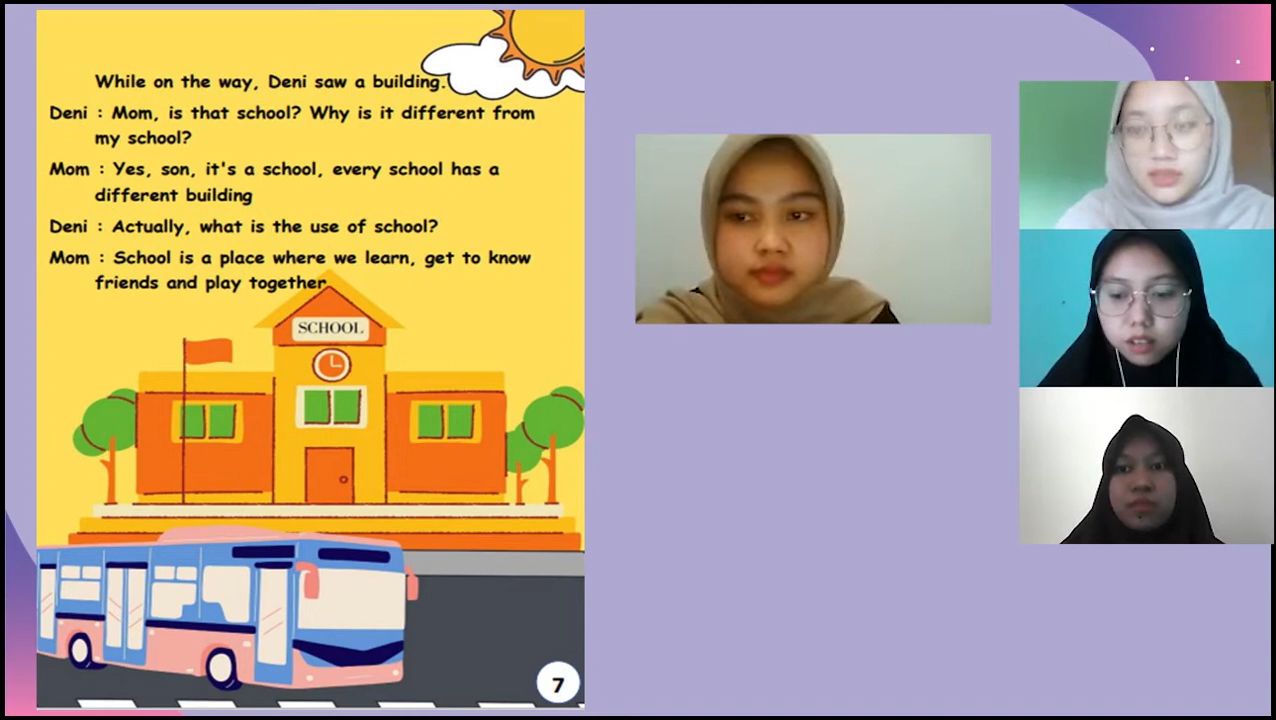 While on the way, Deni saw a building.
Deni : Mom, is that school? Why is it different from
my school?
Mom : Yes, son, it's a school, every school has a
different building
Deni : Actually, what is the use of school?
Mom : School is a place where we learn, get to know
friends and play together
SCHOOL
7